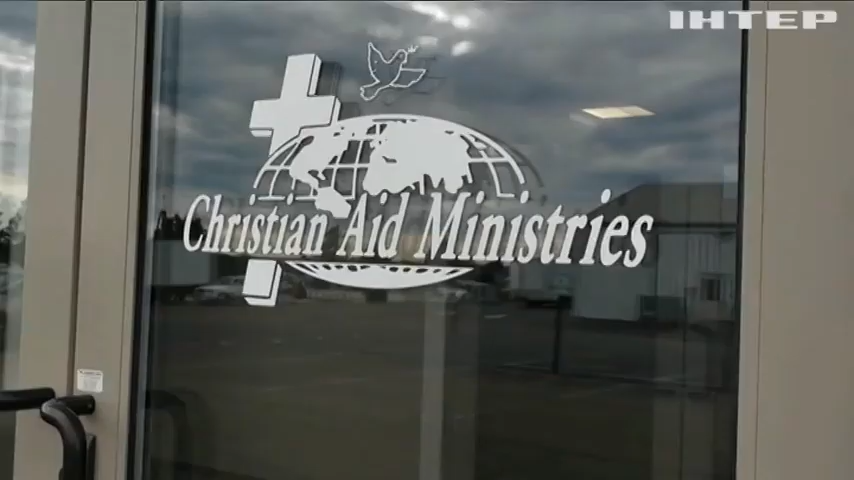 ІНТЕР
Christian Aid Ministries